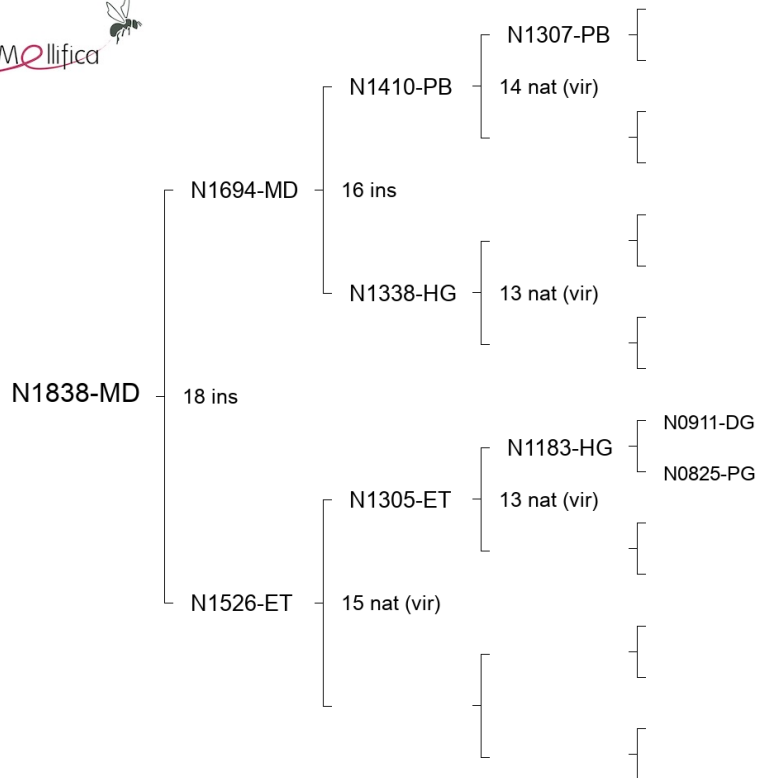 Mellifica
N1307-PB
N1410-PB
14 nat (vir)
N1694-MD
16 ins
N1338-HG
13 nat (vir)
N1838-MD
18 ins
N0911-DG
N1183-HG
N0825-PG
N1305-ET
13 nat (vir)
N1526-ET
15 nat (vir)